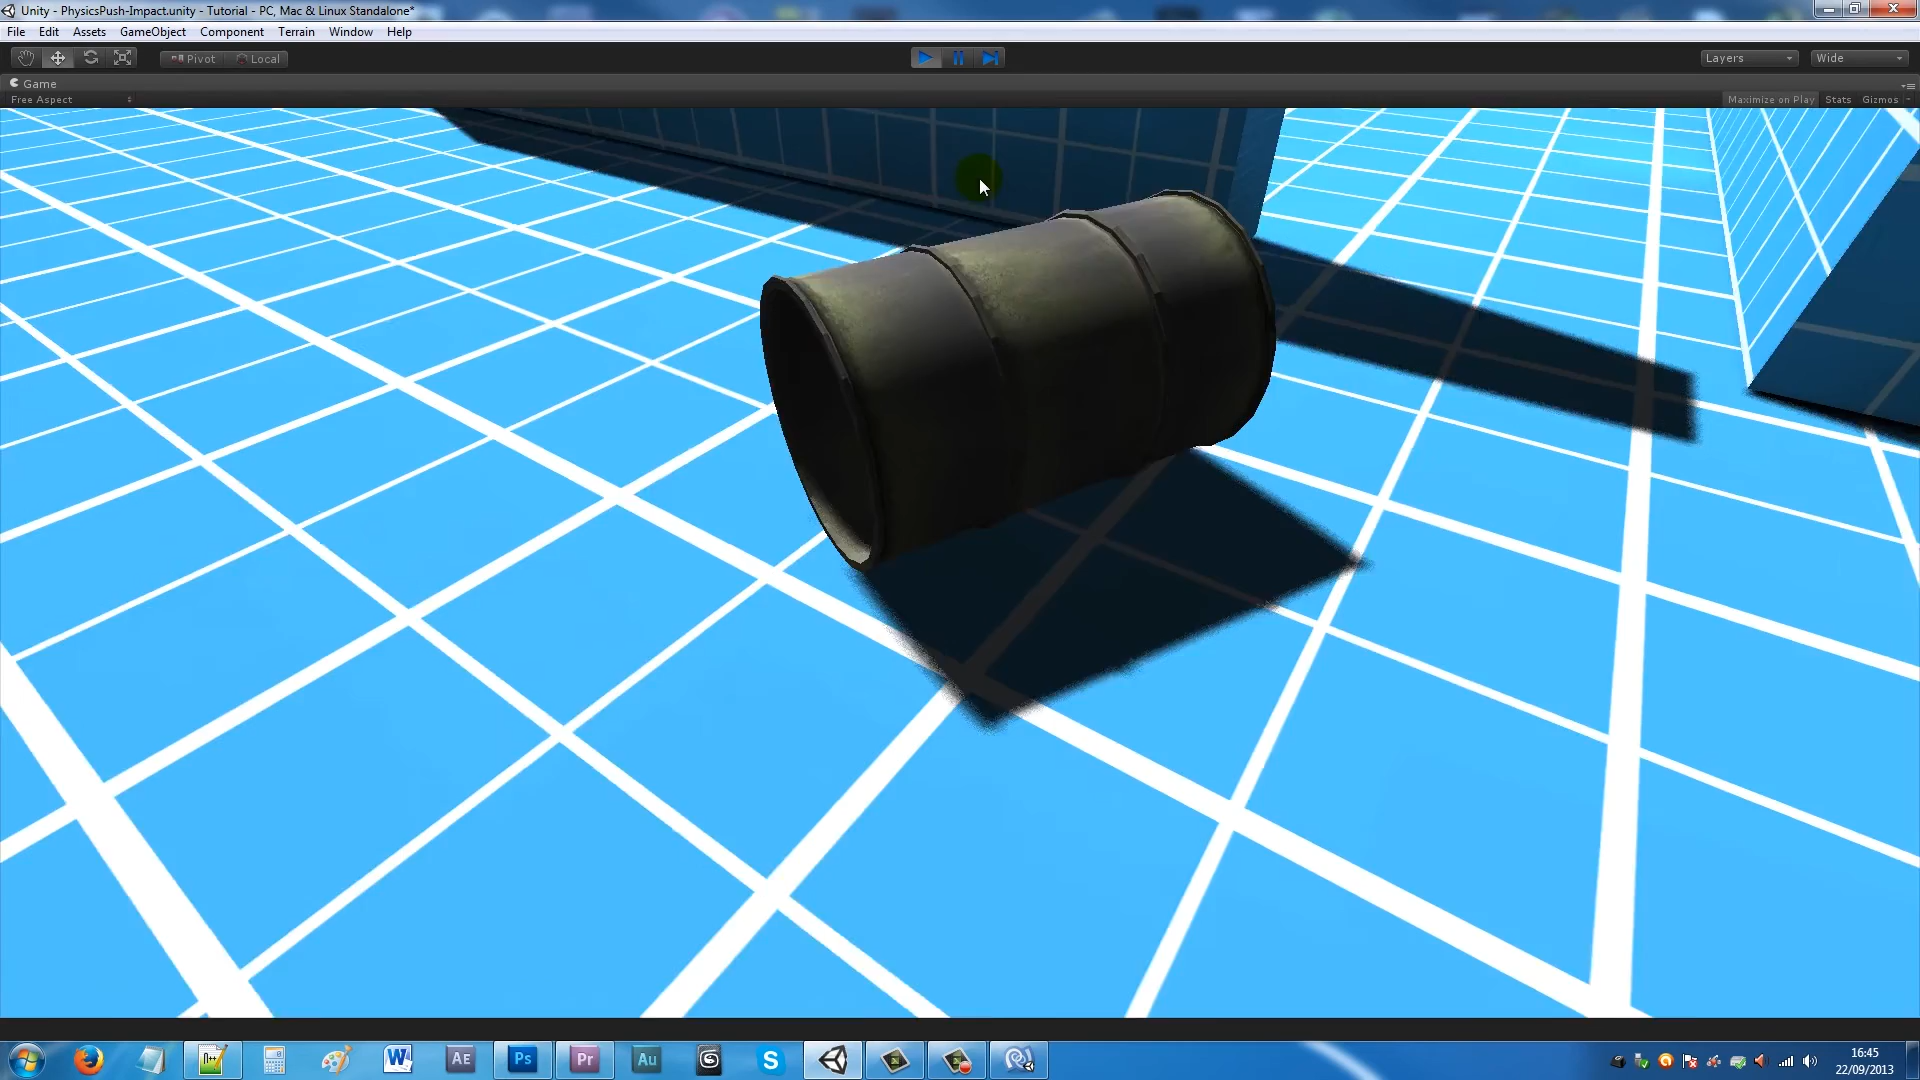 Unity - PhysicsPush-Impact.unity - Tutorial - PC, Mac & Linux Standalone*
File Edit Assets GameObject Component Terrain Window Help
Pivot Local Layers Wide
Game
Free Aspect Maximize on Play Stats Gizmos
W AE Ps Pr Au S
16:45
22/09/2013